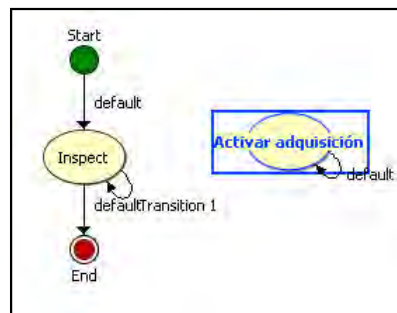 Start
default
Activar adquisición
Inspect
default
defaultTransition 1
End